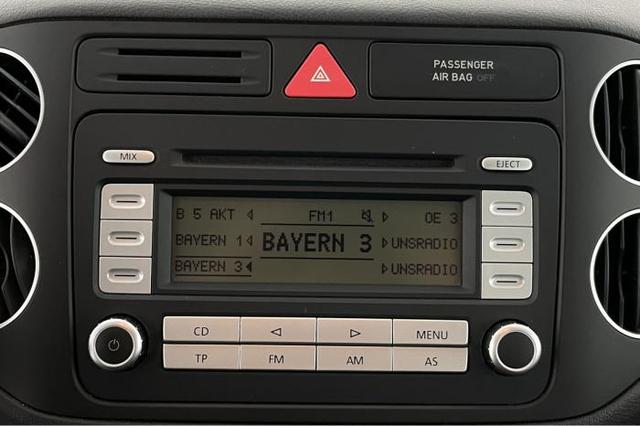 PASSENGER
AIR BAG OFF
MIX
EJECT
B 5 AKT FM1 OE 3
BAYERN 1 BAYERN 3 UNSRADIO
BAYERN 3 UNSRADIO
CD MENU
TP FM AM AS